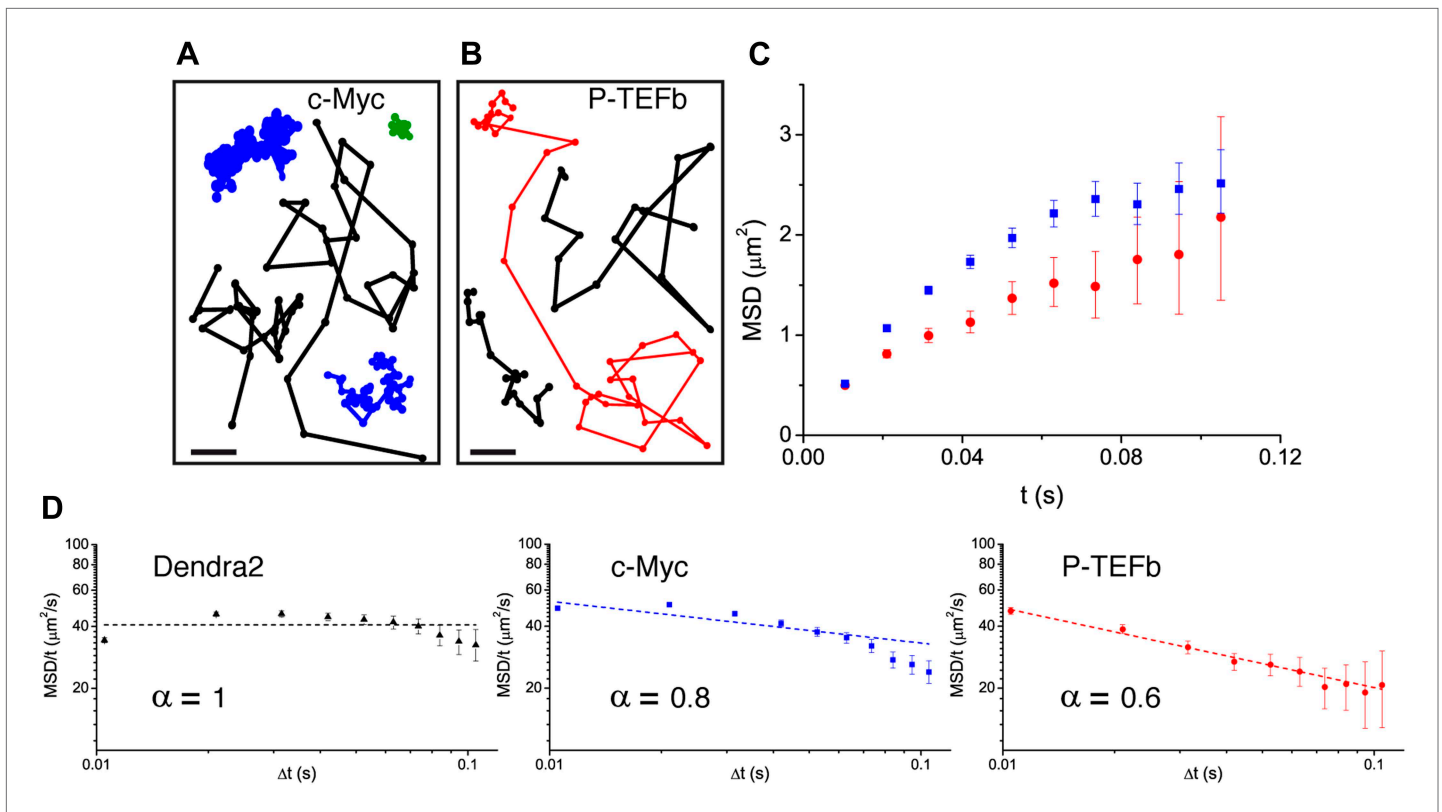 A
B
C
c-Myc
P-TEFb
MSD (μm²)
3
2
1
0
0.00
0.04
0.08
0.12
t (s)
D
MSD/t (μm²/s)
100
80
60
40
20
Dendra2
α = 1
0.01
0.1
Δt (s)
MSD/t (μm²/s)
100
80
60
40
20
c-Myc
α = 0.8
0.01
0.1
Δt (s)
MSD/t (μm²/s)
100
80
60
40
20
P-TEFb
α = 0.6
0.01
0.1
Δt (s)